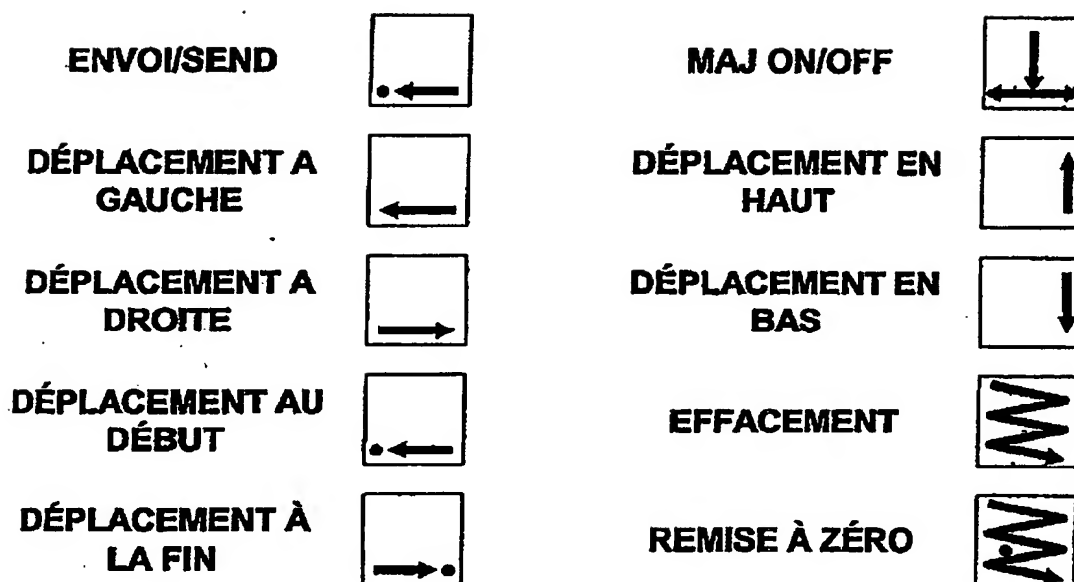 ENVOI/SEND
DÉPLACEMENT A
GAUCHE
DÉPLACEMENT A
DROITE
DÉPLACEMENT AU
DÉBUT
DÉPLACEMENT À
LA FIN
MAJ ON/OFF
DÉPLACEMENT EN
HAUT
DÉPLACEMENT EN
BAS
EFFACEMENT
REMISE À ZÉRO